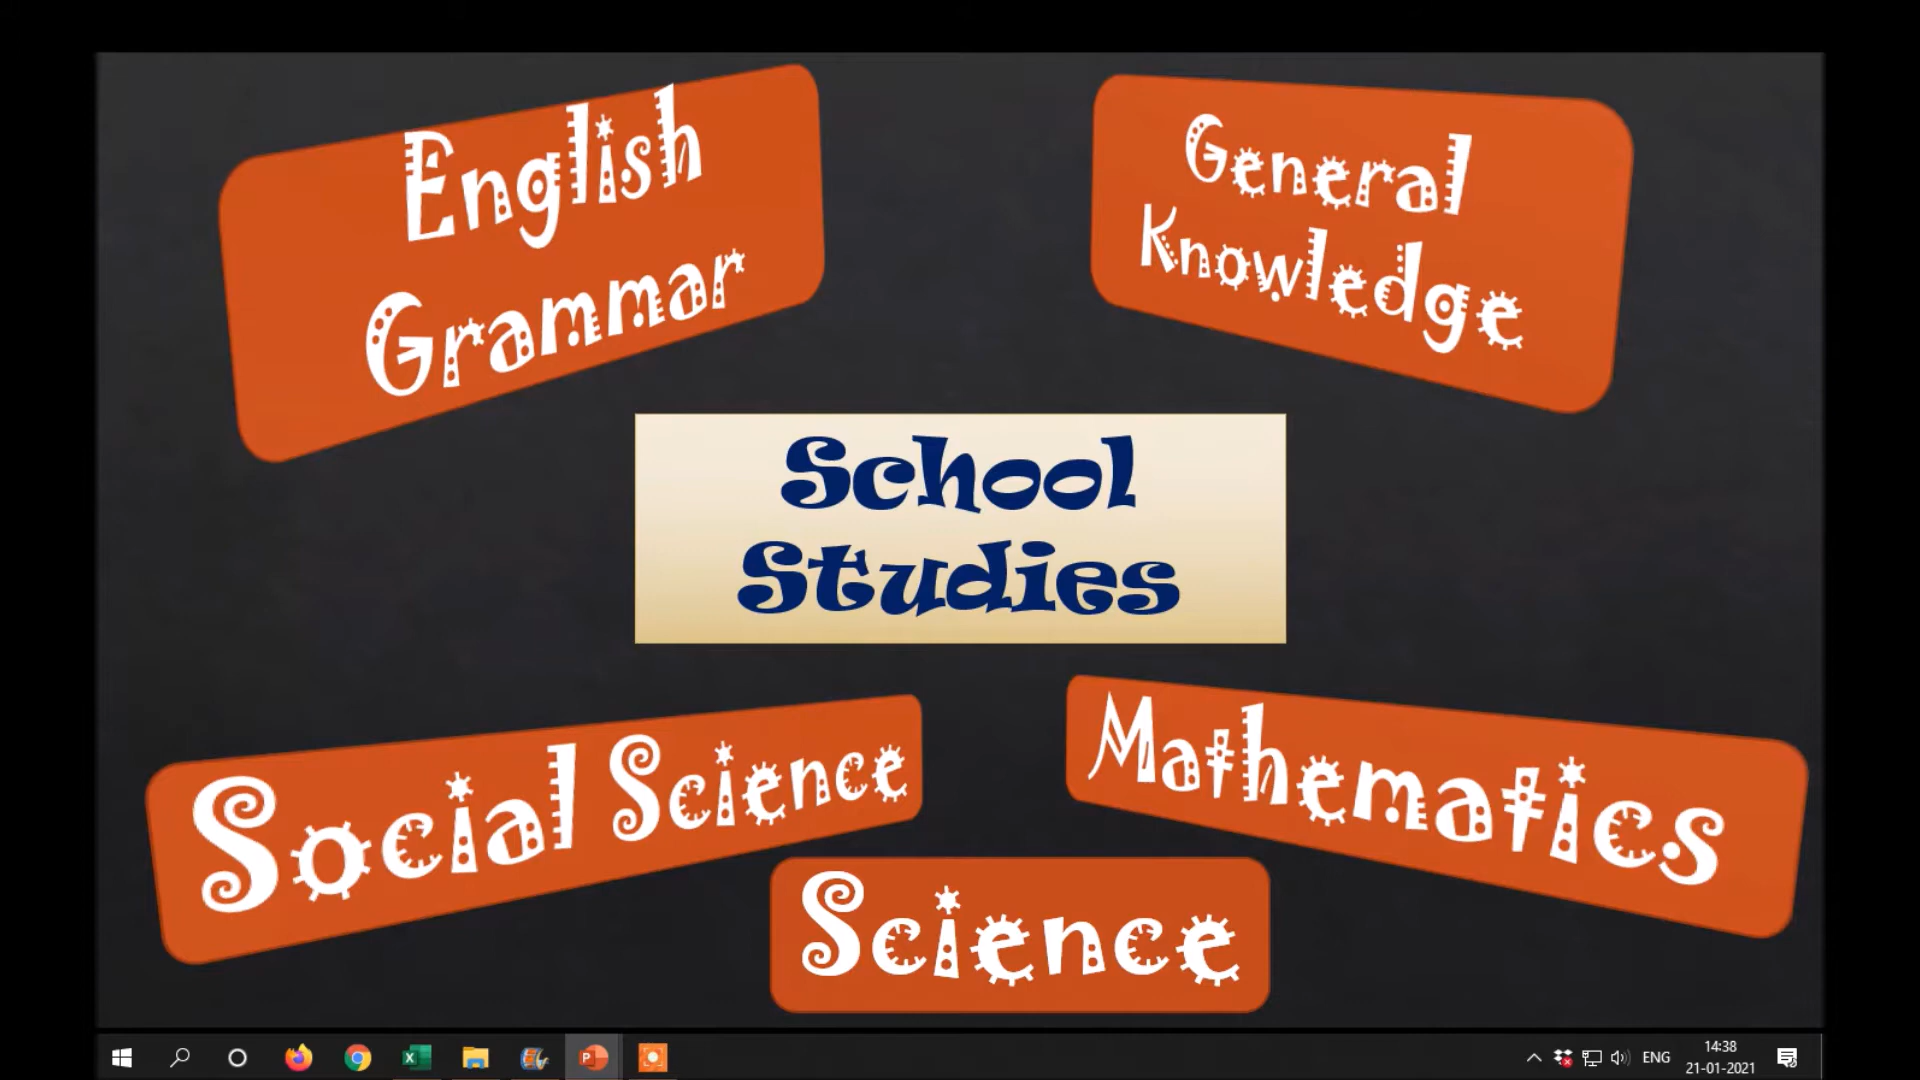 English
Grammar
General
Knowledge
School
Studies
Social Science
Mathematics
Science
ENG
14:38
21-01-2021